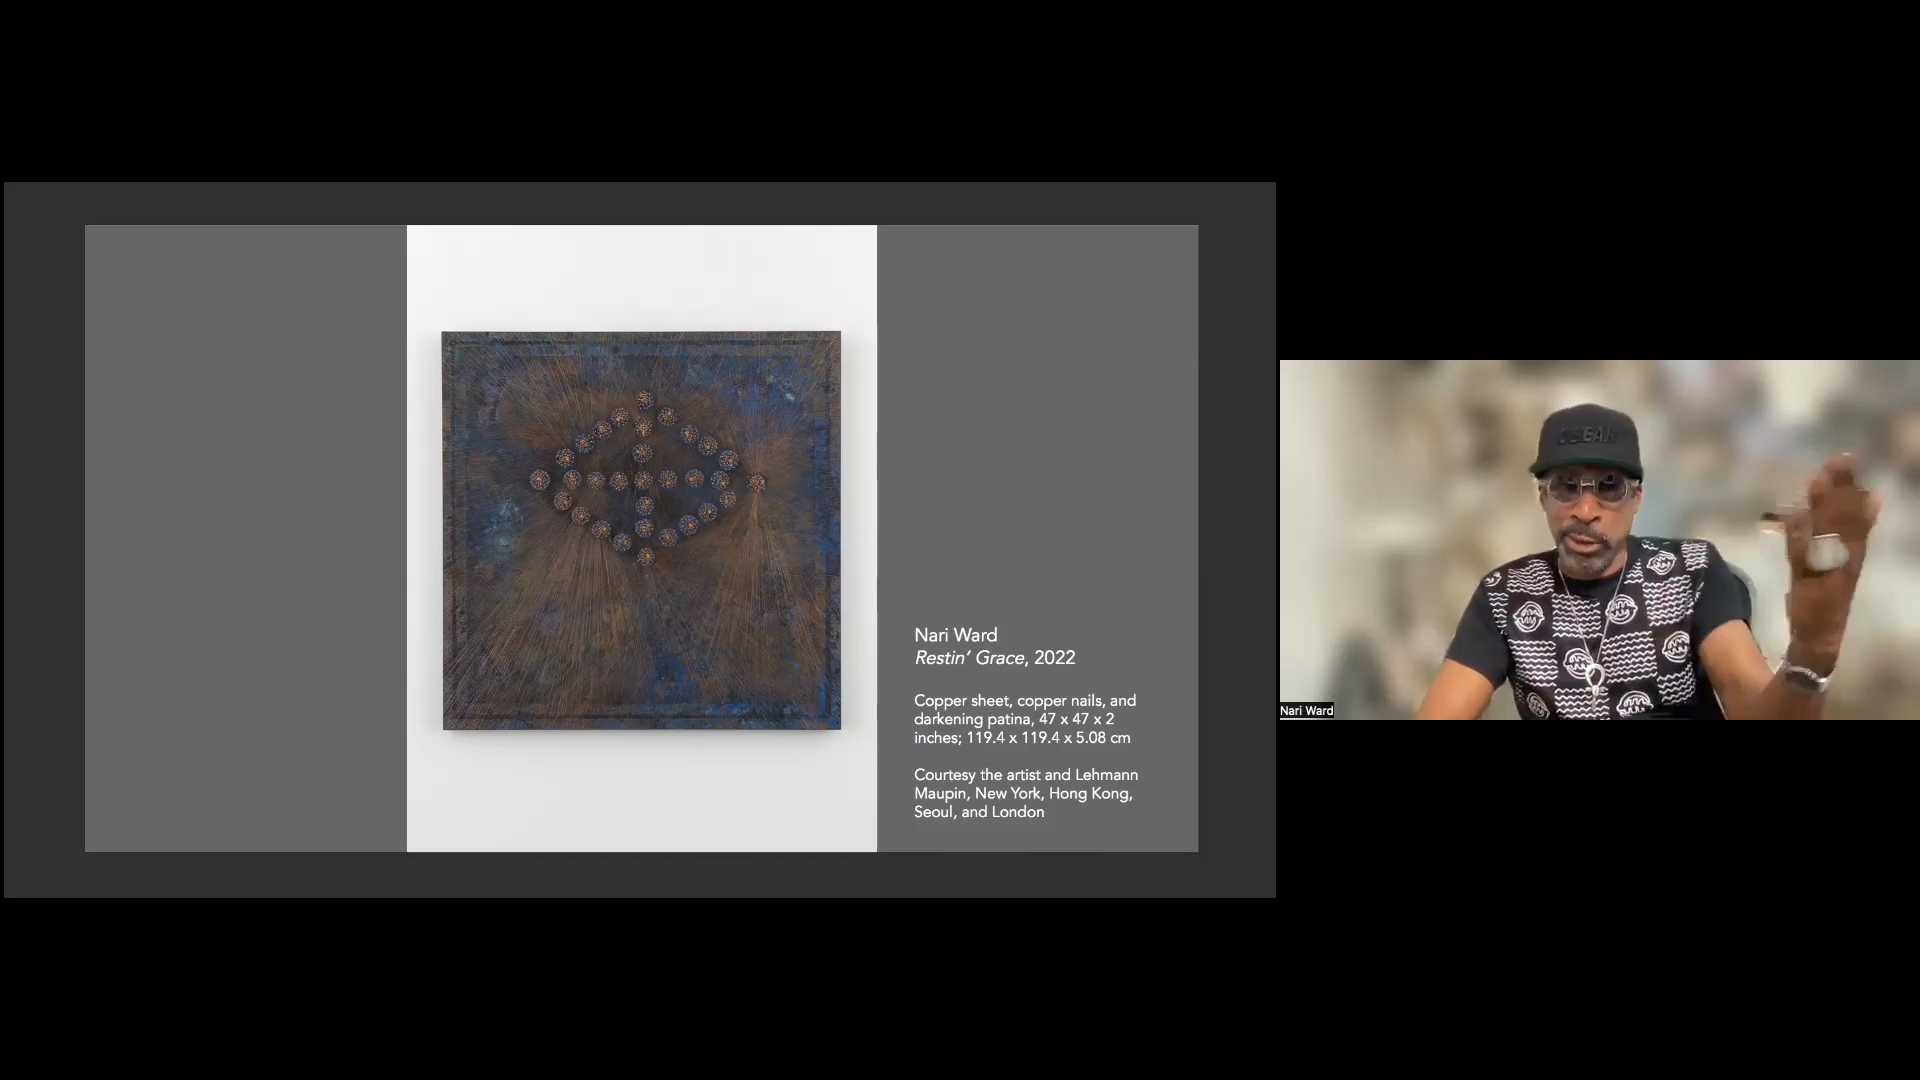 Nari Ward
Restin’ Grace, 2022
Copper sheet, copper nails, and
darkening patina, 47 x 47 x 2
inches; 119.4 x 119.4 x 5.08 cm
Courtesy the artist and Lehmann
Maupin, New York, Hong Kong,
Seoul, and London
Nari Ward